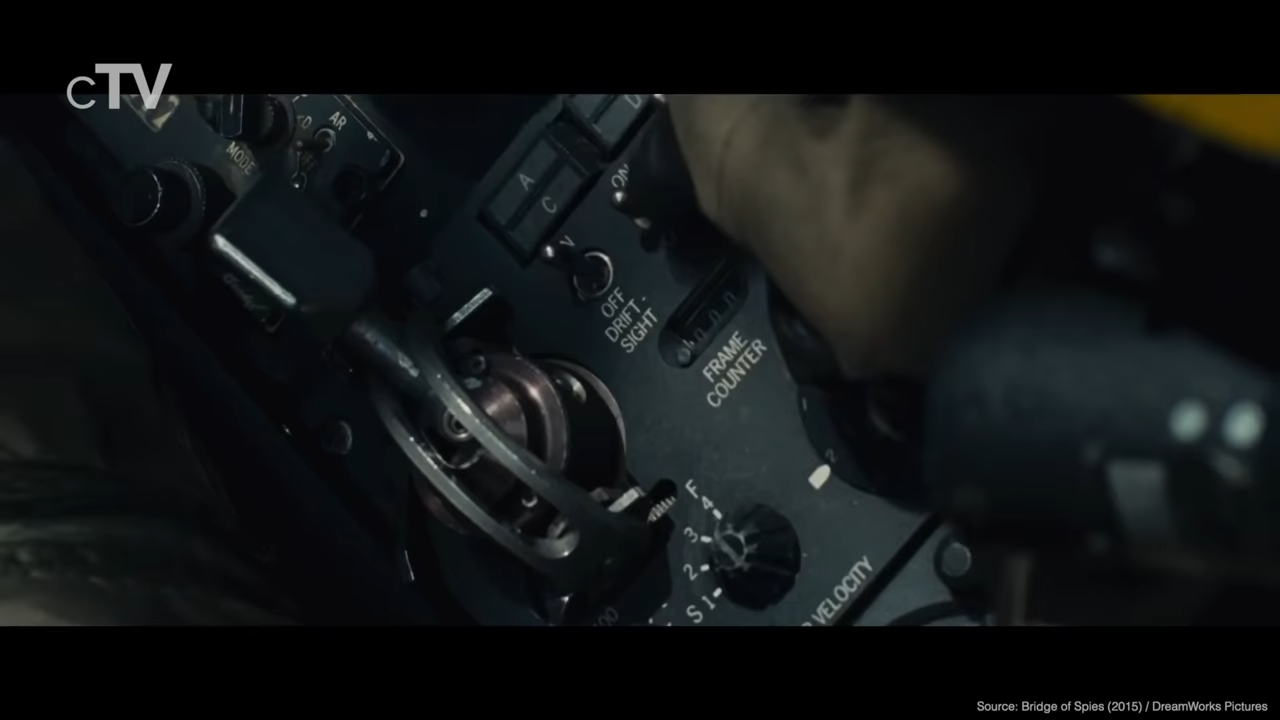 cTV
AR
MODE
A
C
ON
V
OFF
DRIFT-
SIGHT
FRAME
COUNTER
F
4
3
2
S 1
VELOCITY
Source: Bridge of Spies (2015) / DreamWorks Pictures